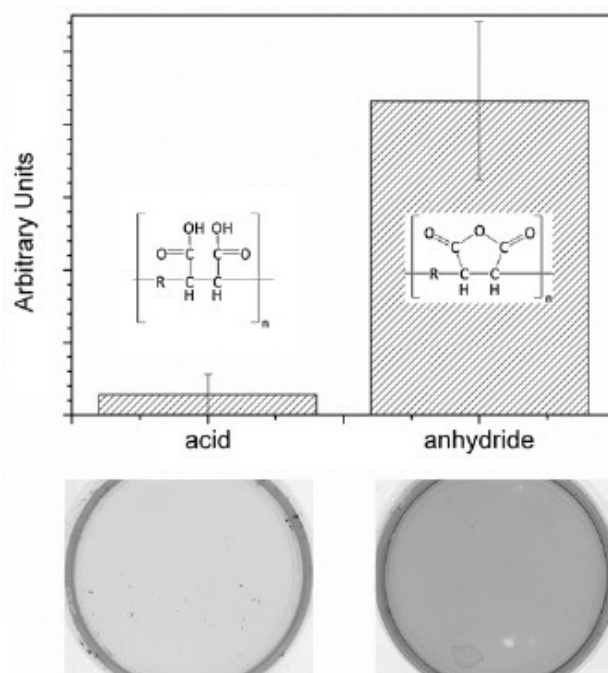 Arbitrary Units
OH OH
O C C O
R C C
H H
n
O
O C C O
R C C
H H
n
acid
anhydride